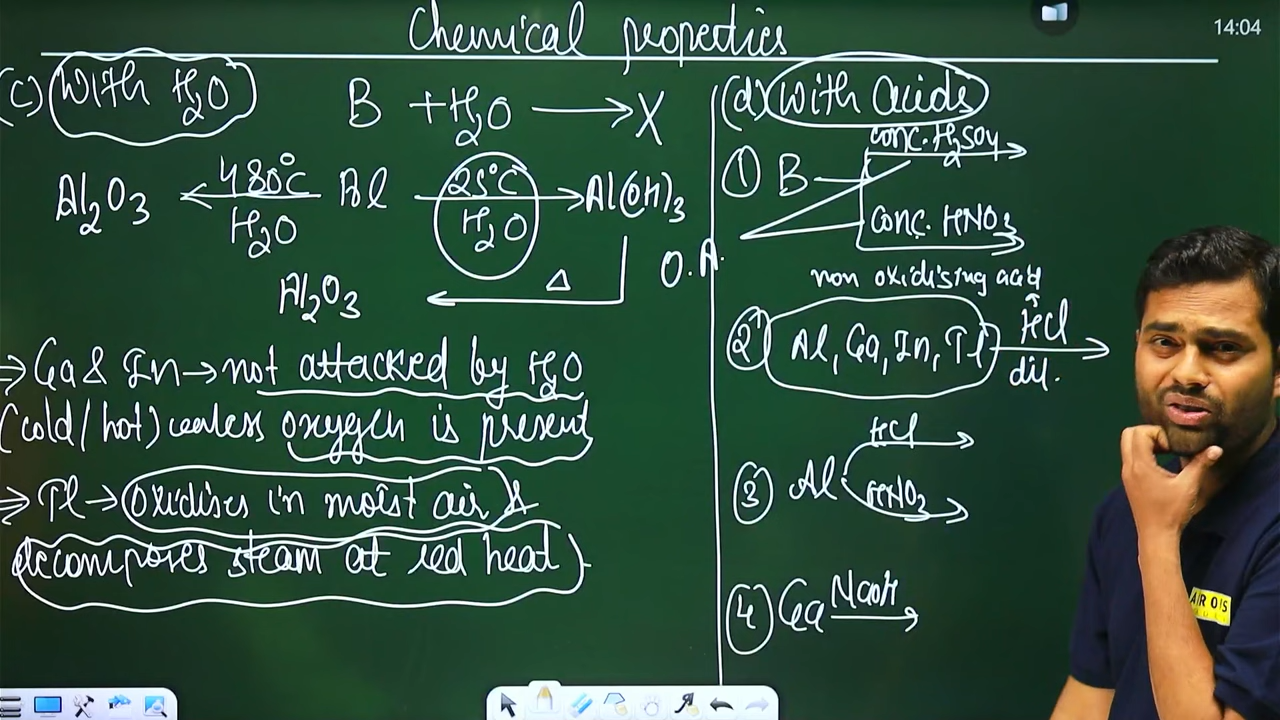 Chemical properties
14:04
(c) With H₂O B + H₂O ⟶ X
Al₂O₃ ⟵ 480°C H₂O Al 25°C H₂O ⟶ Al(OH)₃
Δ
Al₂O₃ ⟵
⇒ Ga & In → not attacked by H₂O
(cold/hot) unless oxygen is present
⇒ Tl → oxidises in moist air &
decomposes steam at red heat
(d) With acids
① B conc. H₂SO₄ ⟶
conc. HNO₃ ⟶
O.A.
non oxidising acid
② Al, Ga, In, Tl HCl dil. ⟶
③ Al HCl ⟶
HNO₃ ⟶
④ Ga NaOH ⟶